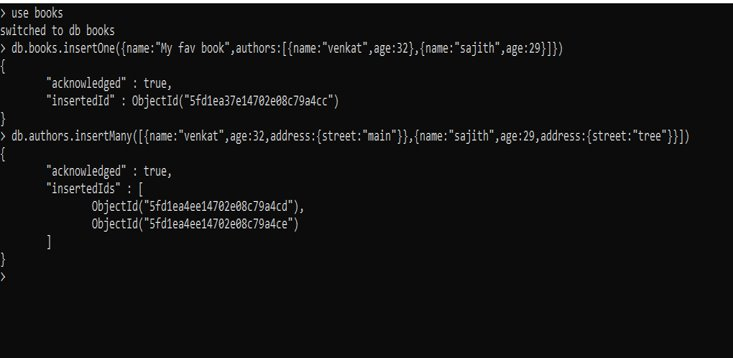 > use books
switched to db books
> db.books.insertOne({name:"My fav book",authors:[{name:"venkat",age:32},{name:"sajith",age:29}]})
{
        "acknowledged" : true,
        "insertedId" : ObjectId("5fd1ea37e14702e08c79a4cc")
}
> db.authors.insertMany([{name:"venkat",age:32,address:{street:"main"}},{name:"sajith",age:29,address:{street:"tree"}}])
{
        "acknowledged" : true,
        "insertedIds" : [
                ObjectId("5fd1ea4ee14702e08c79a4cd"),
                ObjectId("5fd1ea4ee14702e08c79a4ce")
        ]
}
>